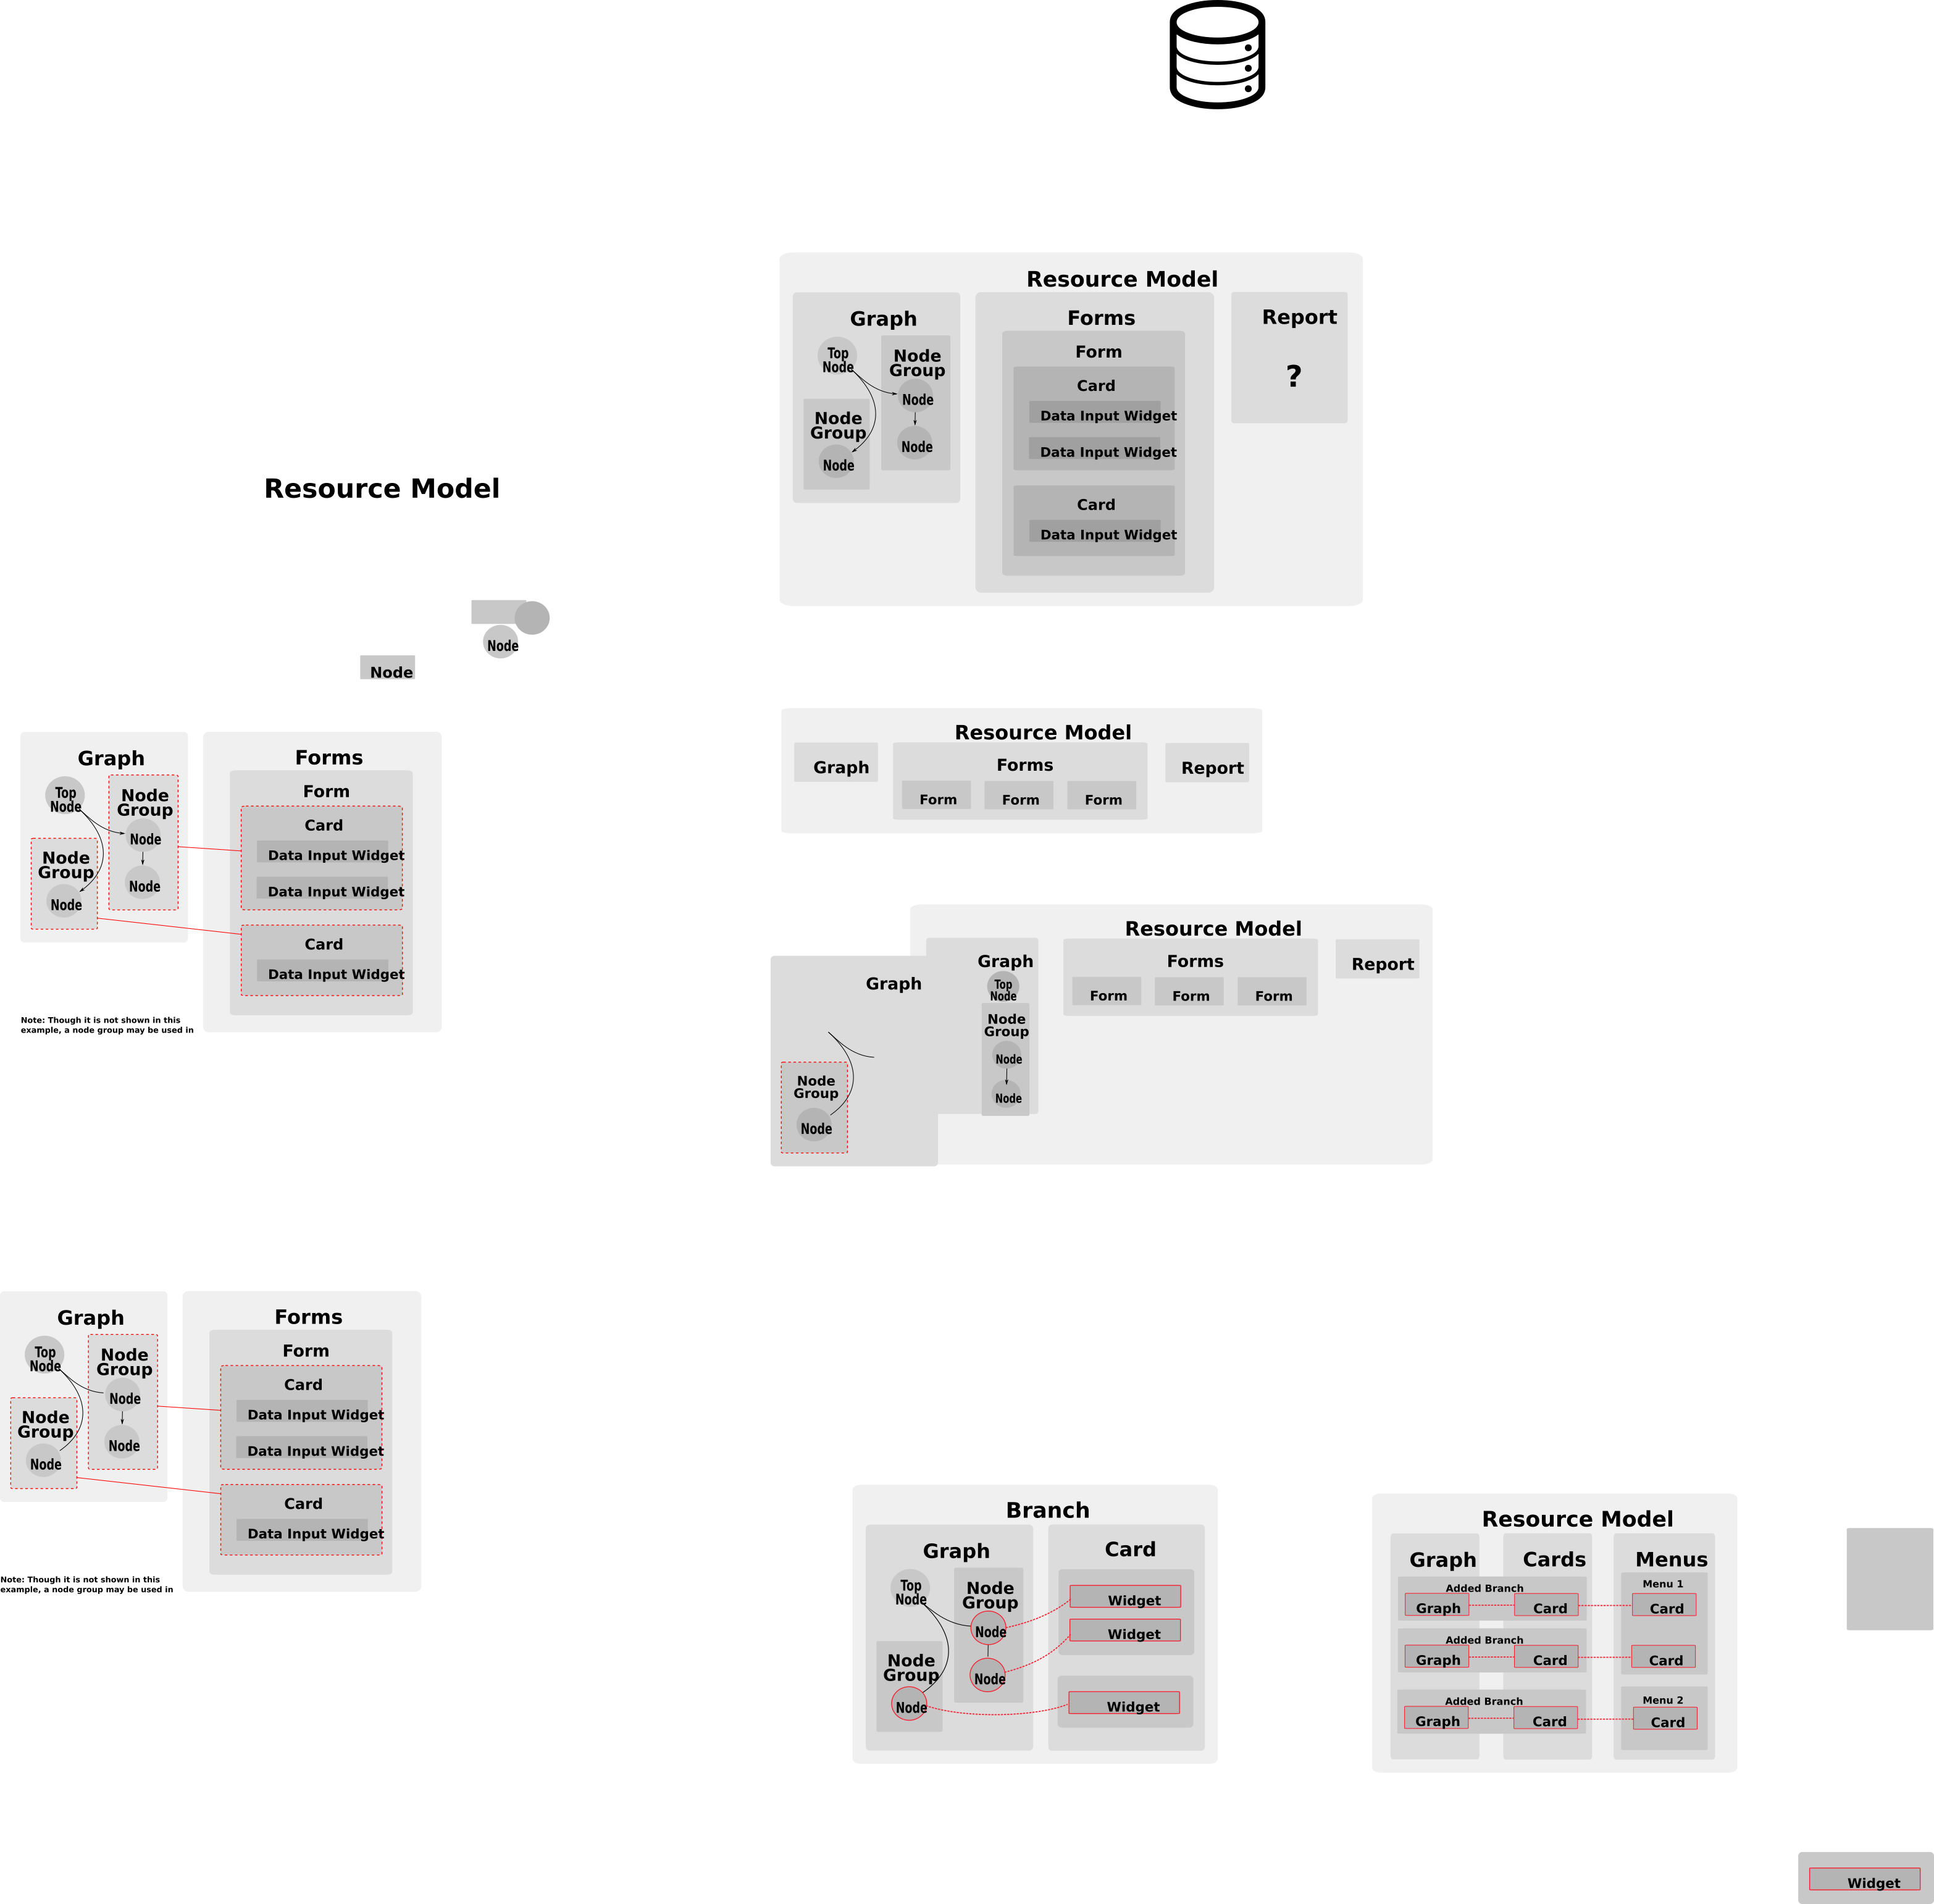 Resource Model
Graph
Top
Node
Node
Group
Node
Node
Node
Group
Node
Forms
Form
Card
Data Input Widget
Data Input Widget
Card
Data Input Widget
Report
?
Resource Model
Node
Node
Graph
Top
Node
Node
Group
Node
Node
Node
Group
Node
Forms
Form
Card
Data Input Widget
Data Input Widget
Card
Data Input Widget
Note: Though it is not shown in this
example, a node group may be used in
Resource Model
Graph
Forms
Form
Form
Form
Report
Resource Model
Graph
Node
Group
Node
Graph
Top
Node
Node
Group
Node
Node
Forms
Form
Form
Form
Report
Graph
Top
Node
Node
Group
Node
Node
Node
Group
Node
Forms
Form
Card
Data Input Widget
Data Input Widget
Card
Data Input Widget
Note: Though it is not shown in this
example, a node group may be used in
Branch
Graph
Top
Node
Node
Group
Node
Node
Node
Group
Node
Card
Widget
Widget
Widget
Resource Model
Graph
Cards
Menus
Added Branch
Graph
Card
Menu 1
Card
Added Branch
Graph
Card
Card
Added Branch
Graph
Card
Menu 2
Card
Widget